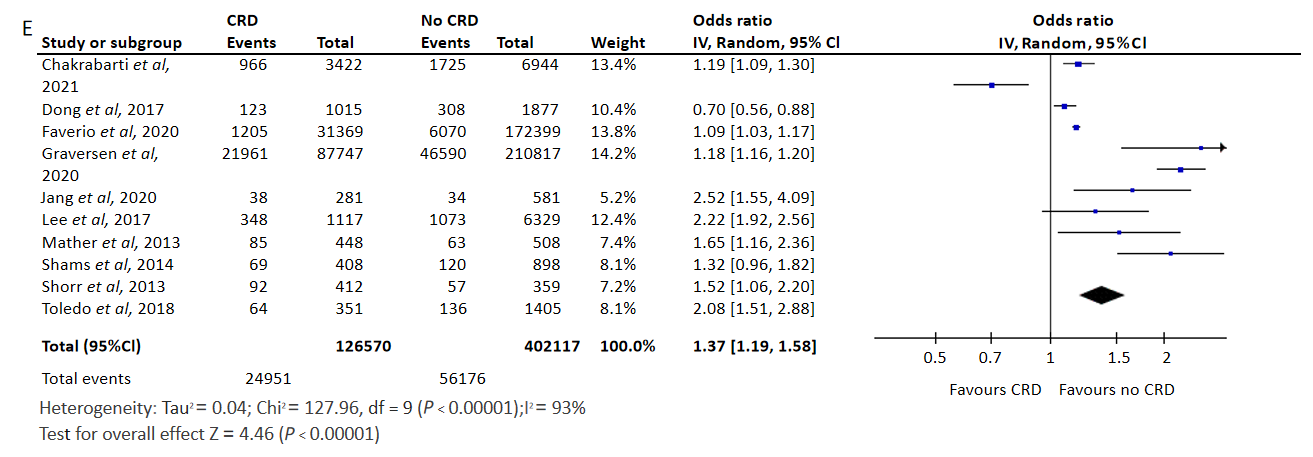 E
CRD No CRD Odds ratio Odds ratio
Study or subgroup Events Total Events Total Weight IV, Random, 95% CI IV, Random, 95%CI
Chakrabarti et al, 966 3422 1725 6944 13.4% 1.19 [1.09, 1.30]
2021
Dong et al, 2017 123 1015 308 1877 10.4% 0.70 [0.56, 0.88]
Faverio et al, 2020 1205 31369 6070 172399 13.8% 1.09 [1.03, 1.17]
Graversen et al, 21961 87747 46590 210817 14.2% 1.18 [1.16, 1.20]
2020
Jang et al, 2020 38 281 34 581 5.2% 2.52 [1.55, 4.09]
Lee et al, 2017 348 1117 1073 6329 12.4% 2.22 [1.92, 2.56]
Mather et al, 2013 85 448 63 508 7.4% 1.65 [1.16, 2.36]
Shams et al, 2014 69 408 120 898 8.1% 1.32 [0.96, 1.82]
Shorr et al, 2013 92 412 57 359 7.2% 1.52 [1.06, 2.20]
Toledo et al, 2018 64 351 136 1405 8.1% 2.08 [1.51, 2.88]
Total (95%CI) 126570 402117 100.0% 1.37 [1.19, 1.58]
0.5 0.7 1 1.5 2
Total events 24951 56176
Favours CRD Favours no CRD
Heterogeneity: Tau² = 0.04; Chi² = 127.96, df = 9 (P < 0.00001);I² = 93%
Test for overall effect Z = 4.46 (P < 0.00001)